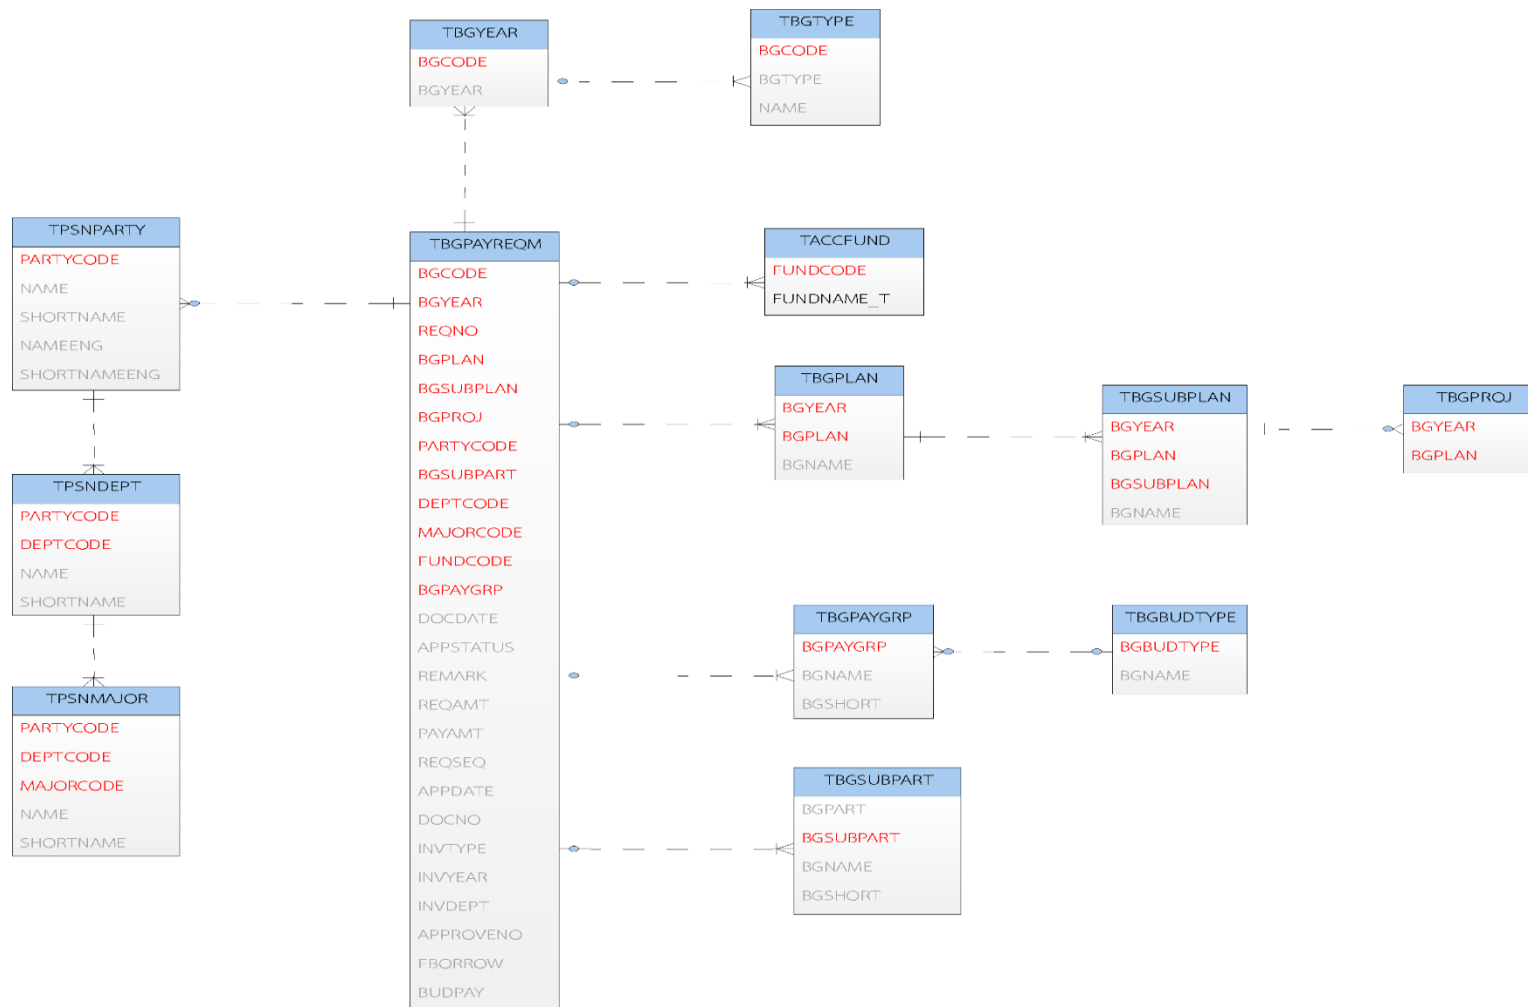 TBGYEAR
BGCODE
BGYEAR
TBGTYPE
BGCODE
BGTYPE
NAME
TPSNPARTY
PARTYCODE
NAME
SHORTNAME
NAMEENG
SHORTNAMEENG
TPSNDEPT
PARTYCODE
DEPTCODE
NAME
SHORTNAME
TPSNMAJOR
PARTYCODE
DEPTCODE
MAJORCODE
NAME
SHORTNAME
TBGPAYREQM
BGCODE
BGYEAR
REQNO
BGPLAN
BGSUBPLAN
BGPROJ
PARTYCODE
BGSUBPART
DEPTCODE
MAJORCODE
FUNDCODE
BGPAYGRP
DOCDATE
APPSTATUS
REMARK
REQAMT
PAYAMT
REQSEQ
APPDATE
DOCNO
INVTYPE
INVYEAR
INVDEPT
APPROVENO
FBORROW
BUDPAY
TACCFUND
FUNDCODE
FUNDNAME_T
TBGPLAN
BGYEAR
BGPLAN
BGNAME
TBGSUBPLAN
BGYEAR
BGPLAN
BGSUBPLAN
BGNAME
TBGPROJ
BGYEAR
BGPLAN
TBGPAYGRP
BGPAYGRP
BGNAME
BGSHORT
TBGBUDTYPE
BGBUDTYPE
BGNAME
TBGSUBPART
BGPART
BGSUBPART
BGNAME
BGSHORT